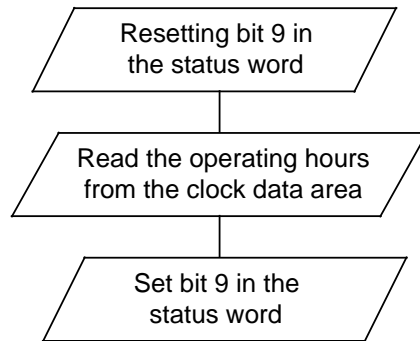 Resetting bit 9 in
the status word
Read the operating hours
from the clock data area
Set bit 9 in the
status word